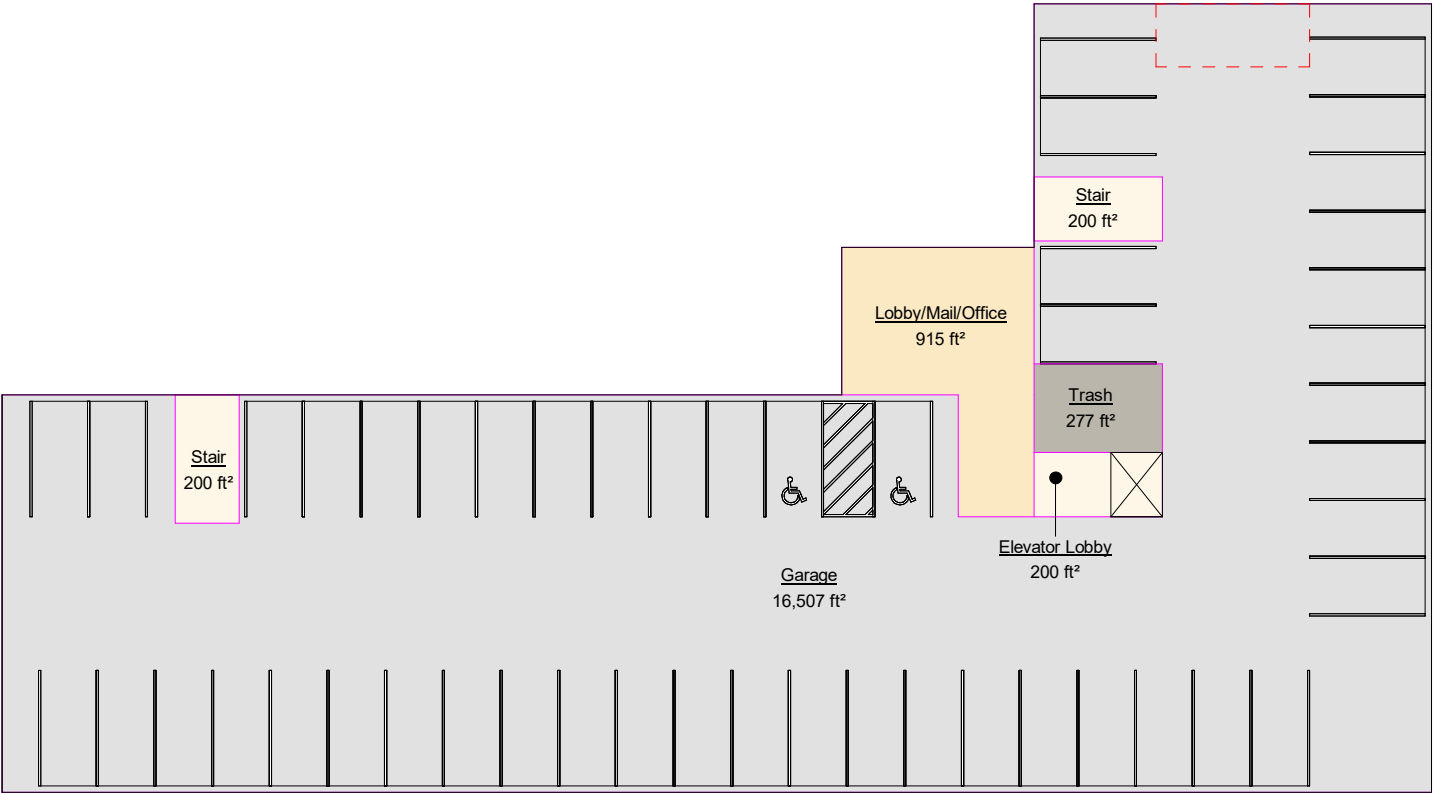 Stair
200 ft²
Lobby/Mail/Office
915 ft²
Trash
277 ft²
Stair
200 ft²
Elevator Lobby
200 ft²
Garage
16,507 ft²